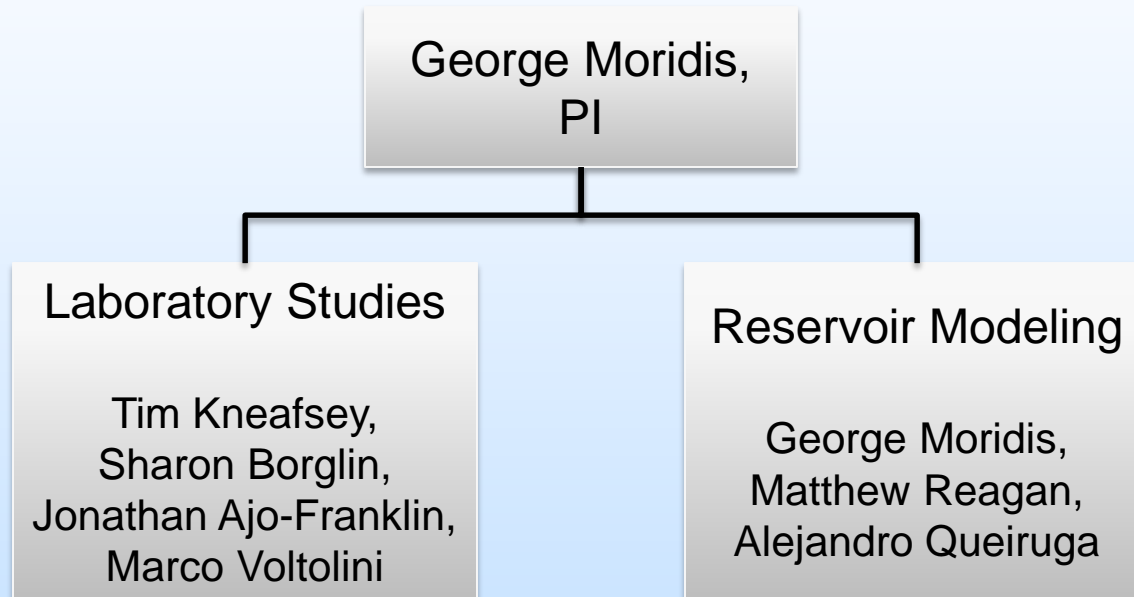 George Moridis,
PI
Laboratory Studies
Tim Kneafsey,
Sharon Borglin,
Jonathan Ajo-Franklin,
Marco Voltolini
Reservoir Modeling
George Moridis,
Matthew Reagan,
Alejandro Queiruga